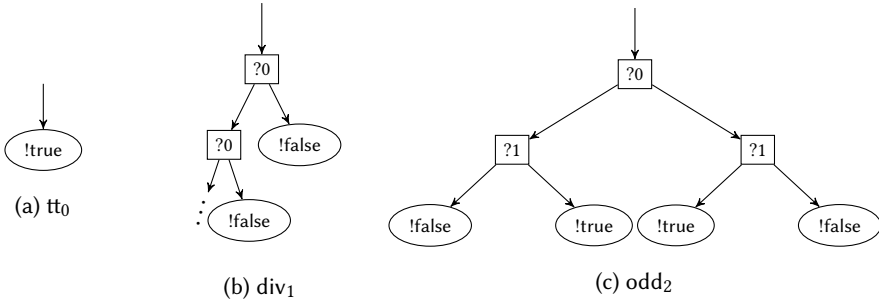 !true
(a) tt₀
?0
?0
!false
!false
(b) div₁
?0
?1
?1
!false
!true
!true
!false
(c) odd₂